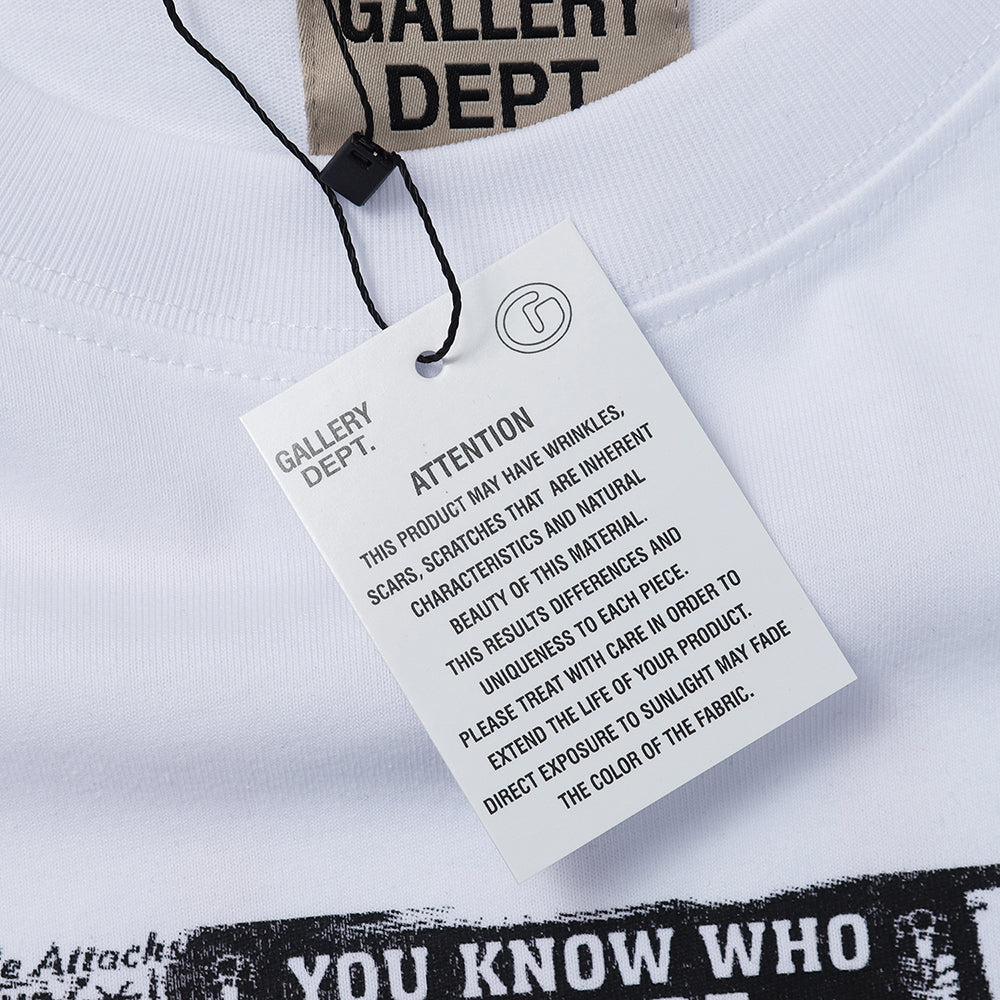 GALLERY
DEPT
GALLERY
DEPT.
ATTENTION
THIS PRODUCT MAY HAVE WRINKLES,
SCARS, SCRATCHES THAT ARE INHERENT
CHARACTERISTICS AND NATURAL
BEAUTY OF THIS MATERIAL.
THIS RESULTS DIFFERENCES AND
UNIQUENESS TO EACH PIECE.
PLEASE TREAT WITH CARE IN ORDER TO
EXTEND THE LIFE OF YOUR PRODUCT.
DIRECT EXPOSURE TO SUNLIGHT MAY FADE
THE COLOR OF THE FABRIC.
Attack
YOU KNOW WHO